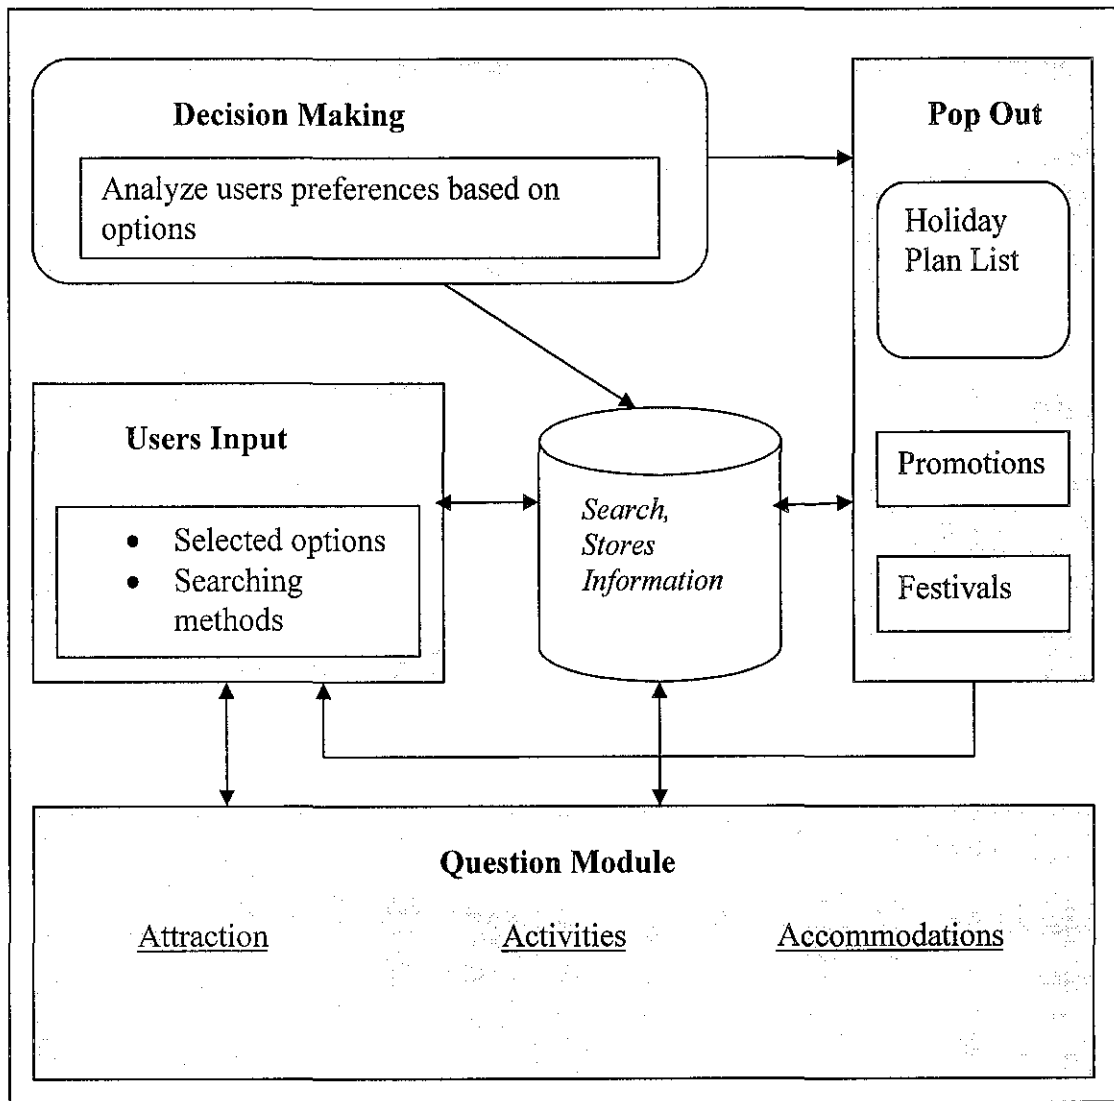 Decision Making
Analyze users preferences based on
options
Pop Out
Holiday
Plan List
Promotions
Festivals
Users Input
• Selected options
• Searching
methods
Search,
Stores
Information
Question Module
Attraction
Activities
Accommodations